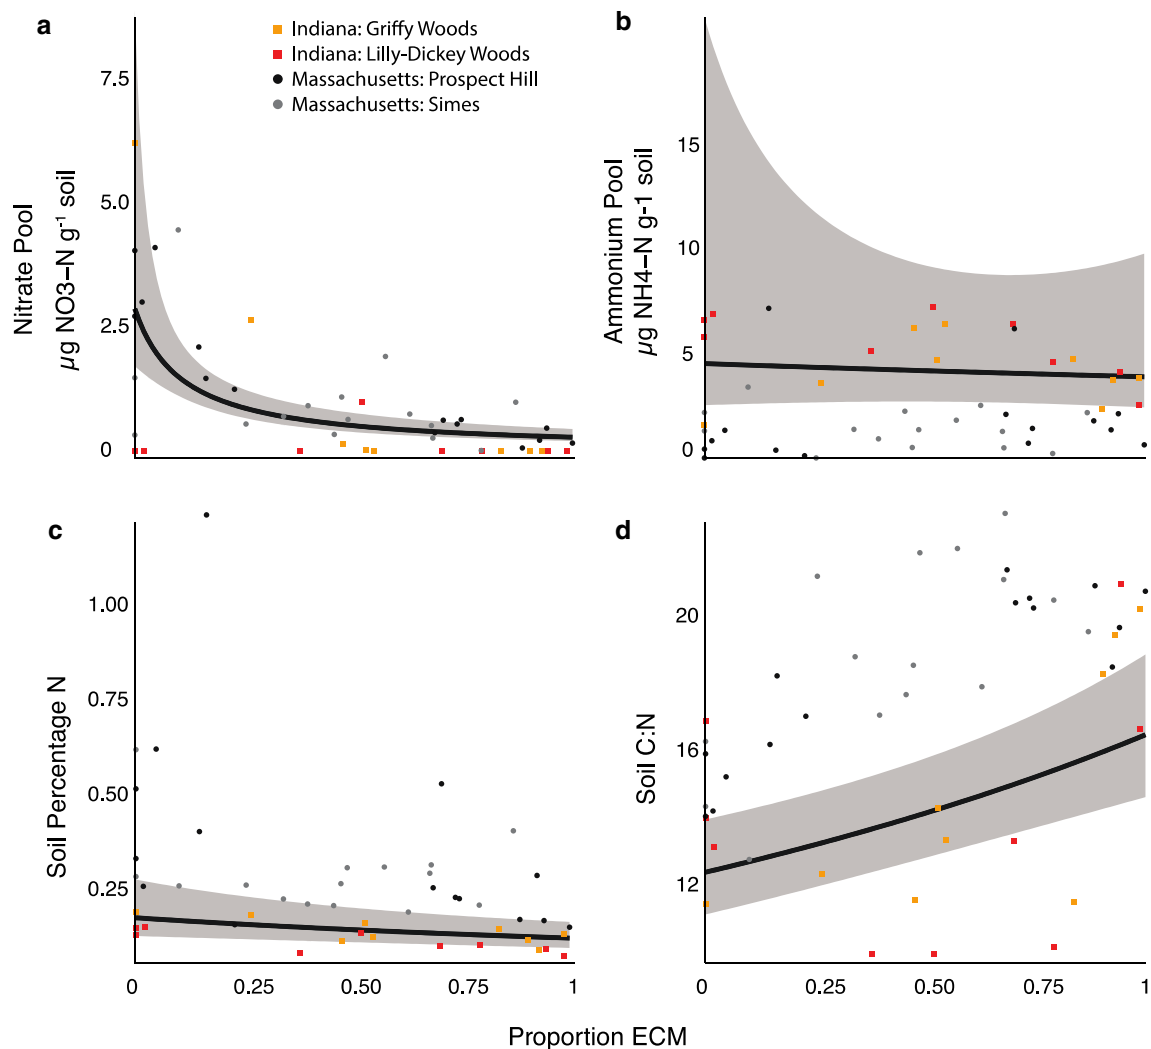 a
Indiana: Griffy Woods
Indiana: Lilly-Dickey Woods
Massachusetts: Prospect Hill
Massachusetts: Simes
7.5
5.0
2.5
0
Nitrate Pool
µg NO3–N g⁻¹ soil
b
15
10
5
0
Ammonium Pool
µg NH4–N g-1 soil
c
1.00
0.75
0.50
0.25
Soil Percentage N
0
0.25
0.50
0.75
1
d
20
16
12
Soil C:N
0
0.25
0.50
0.75
1
Proportion ECM